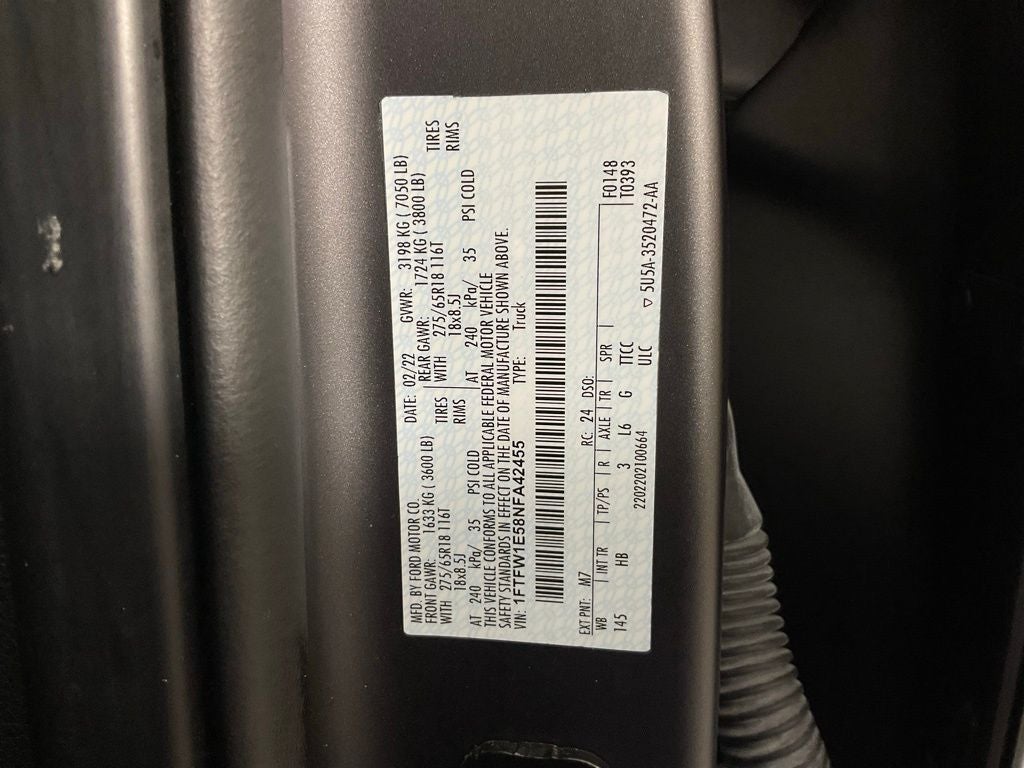 MFD. BY FORD MOTOR CO.
DATE: 02/22 GVWR: 3198 KG ( 7050 LB)
FRONT GAWR: 1633 KG ( 3600 LB)
REAR GAWR: 1724 KG ( 3800 LB)
WITH 275/65R18 116T TIRES
WITH 275/65R18 116T TIRES
18x8.5J RIMS
18x8.5J RIMS
AT 240 kPa/ 35 PSI COLD
AT 240 kPa/ 35 PSI COLD
THIS VEHICLE CONFORMS TO ALL APPLICABLE FEDERAL MOTOR VEHICLE
SAFETY STANDARDS IN EFFECT ON THE DATE OF MANUFACTURE SHOWN ABOVE.
VIN: 1FTFW1E58NFA42455 TYPE: Truck
EXT PNT: M7 RC: 24 DSO:
WB | INT TR | TP/PS | R | AXLE | TR | SPR | F0148
145 HB 3 L6 G TTCC T0393
2202202100664 ULC ▽ 5U5A-3520472-AA